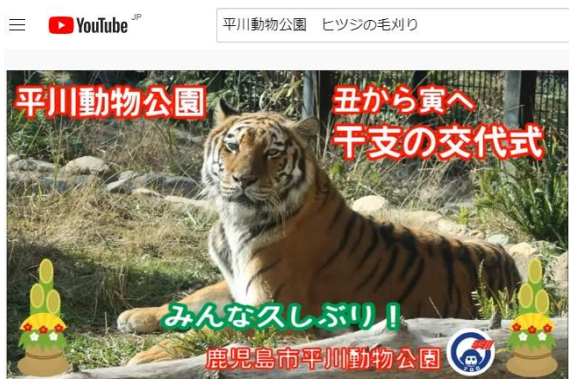 YouTube JP
平川動物公園 ヒツジの毛刈り
平川動物公園
丑から寅へ
干支の交代式
みんな久しぶり！
鹿児島市平川動物公園